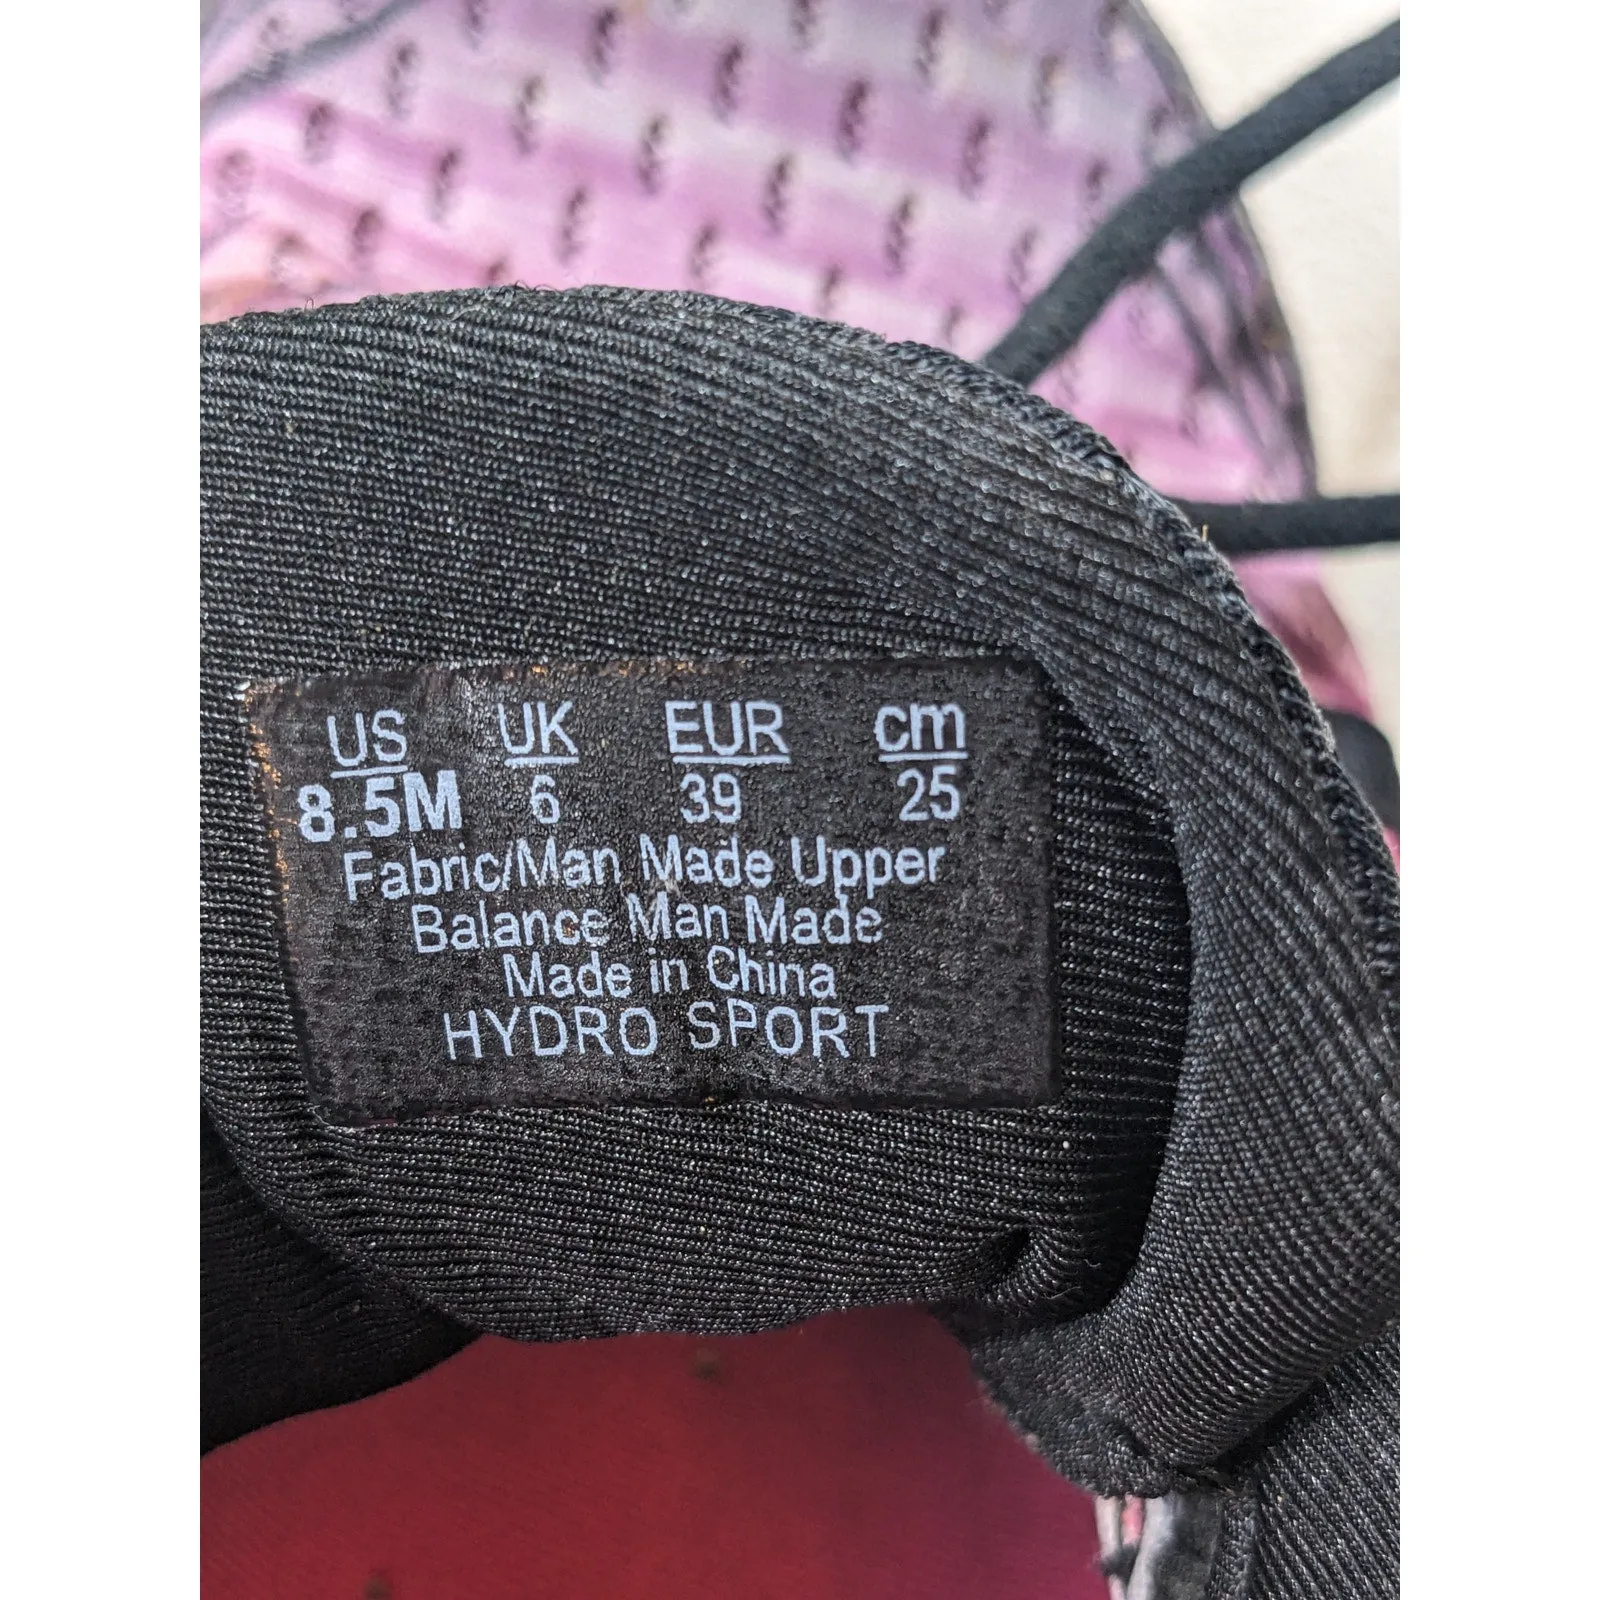 US UK EUR cm
8.5M 6 39 25
Fabric/Man Made Upper
Balance Man Made
Made in China
HYDRO SPORT